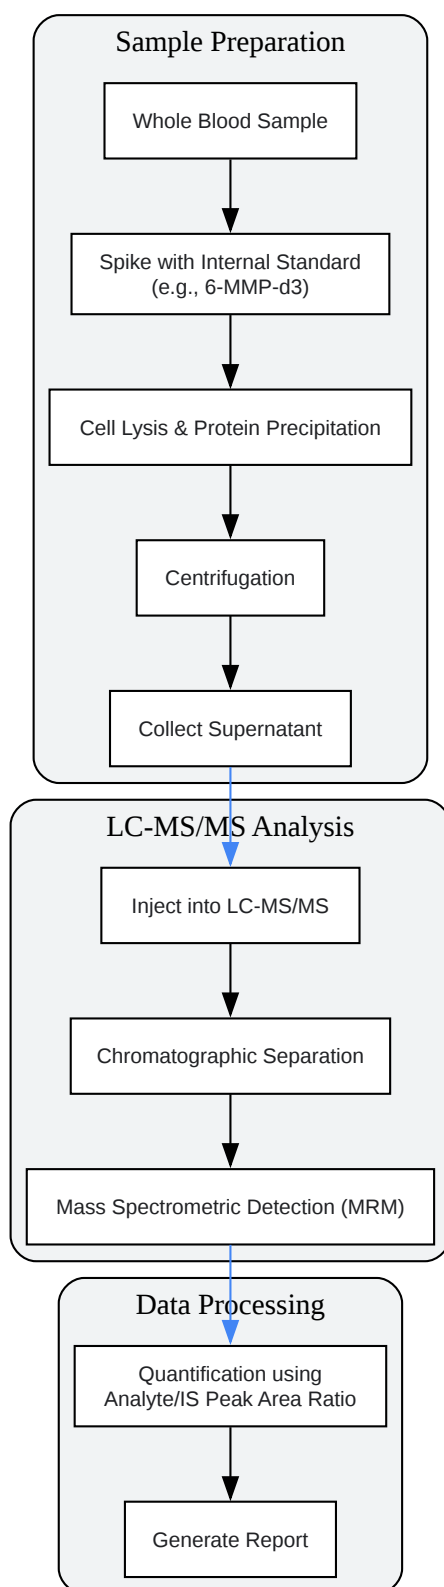 Sample Preparation
Whole Blood Sample
Spike with Internal Standard
(e.g., 6-MMP-d3)
Cell Lysis & Protein Precipitation
Centrifugation
Collect Supernatant
LC-MS/MS Analysis
Inject into LC-MS/MS
Chromatographic Separation
Mass Spectrometric Detection (MRM)
Data Processing
Quantification using
Analyte/IS Peak Area Ratio
Generate Report